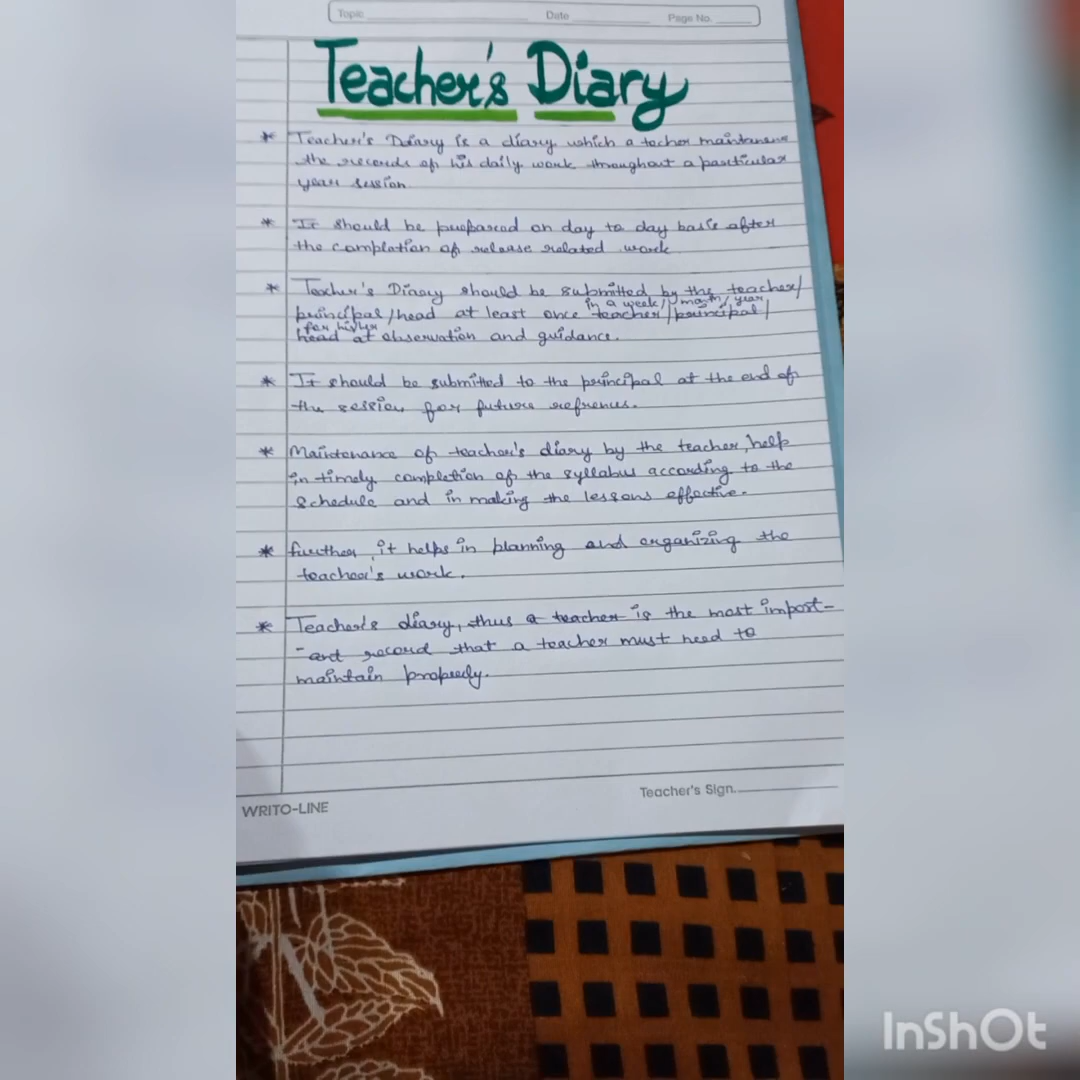 Topic Date Page No.
Teacher's Diary
* Teacher's Diary is a diary which a techer maintanens
the records of his daily work throughout a particular
year session.
* It should be prepared on day to day basis after
the complation of release related work
* Teacher's Diary should be submitted by the teacher/
in a week/ month/year
principal/head at least once teacher/principal/
for his/her
head at observation and guidance.
* It should be submitted to the principal at the end of
the session for future refrences.
* Maintenance of teacher's diary by the teacher, help
in timely completion of the syllabus according to the
schedule and in making the lessons effective.
* further, it helps in planning and organizing the
teacher's work.
* Teacher's diary, thus a teacher is the most import-
-ant record that a teacher must need to
maintain properly.
Teacher's Sign.
WRITO-LINE
InShOt